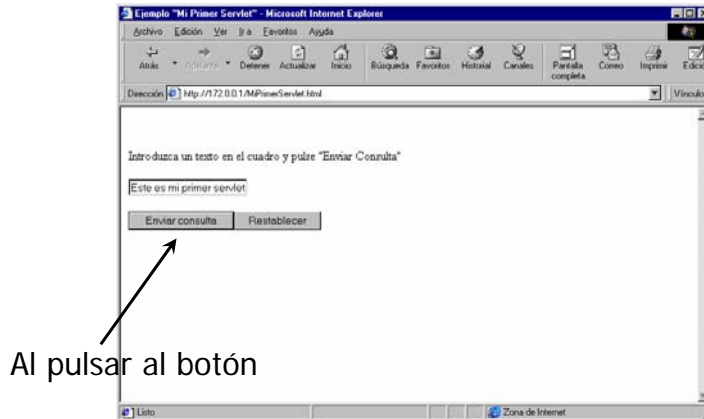 Ejemplo "Mi Primer Servlet" - Microsoft Internet Explorer
Archivo Edición Ver Ir a Favoritos Ayuda
Atrás Adelante Detener Actualizar Inicio Búsqueda Favoritos Historial Canales Pantalla completa Correo Imprimir Edició
Dirección http://172.0.0.1/MiPrimerServlet.html Vínculo
Introduzca un texto en el cuadro y pulse "Enviar Consulta"
Este es mi primer servlet
Enviar consulta Restablecer
Al pulsar al botón
Listo Zona de Internet